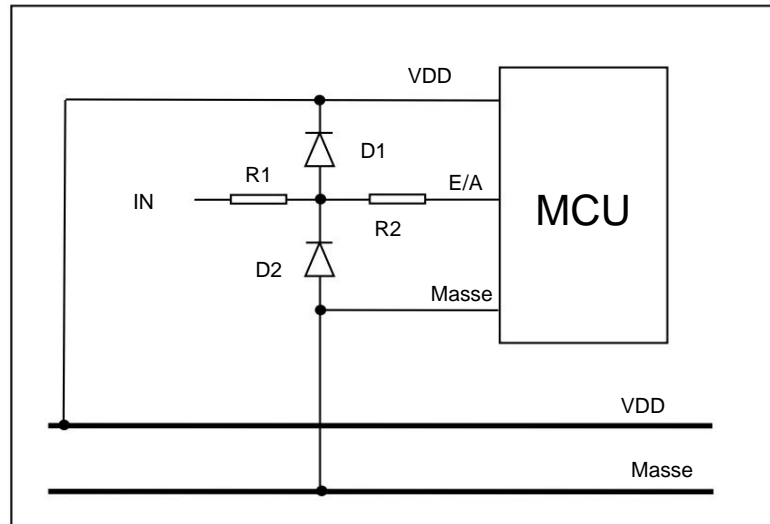 VDD
D1
R1
E/A
IN
MCU
R2
D2
Masse
VDD
Masse